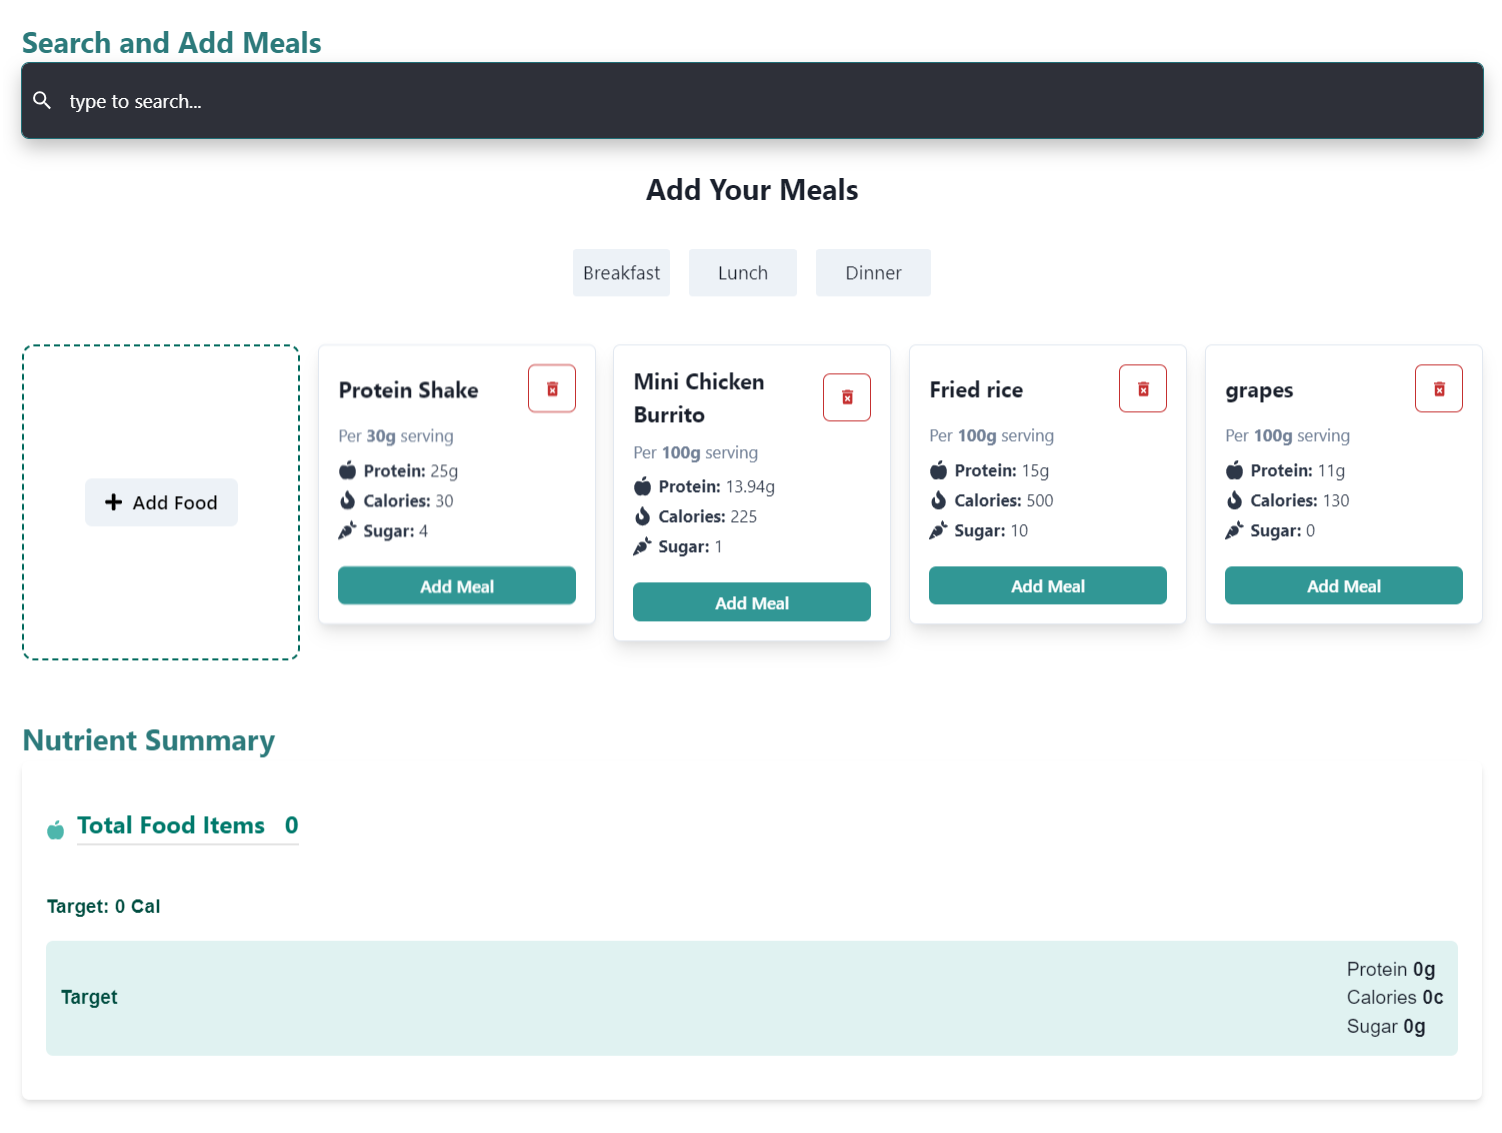 Search and Add Meals
type to search...
Add Your Meals
Breakfast
Lunch
Dinner
Add Food
Protein Shake
Per 30g serving
Protein: 25g
Calories: 30
Sugar: 4
Add Meal
Mini Chicken
Burrito
Per 100g serving
Protein: 13.94g
Calories: 225
Sugar: 1
Add Meal
Fried rice
Per 100g serving
Protein: 15g
Calories: 500
Sugar: 10
Add Meal
grapes
Per 100g serving
Protein: 11g
Calories: 130
Sugar: 0
Add Meal
Nutrient Summary
Total Food Items 0
Target: 0 Cal
Target
Protein 0g
Calories 0c
Sugar 0g